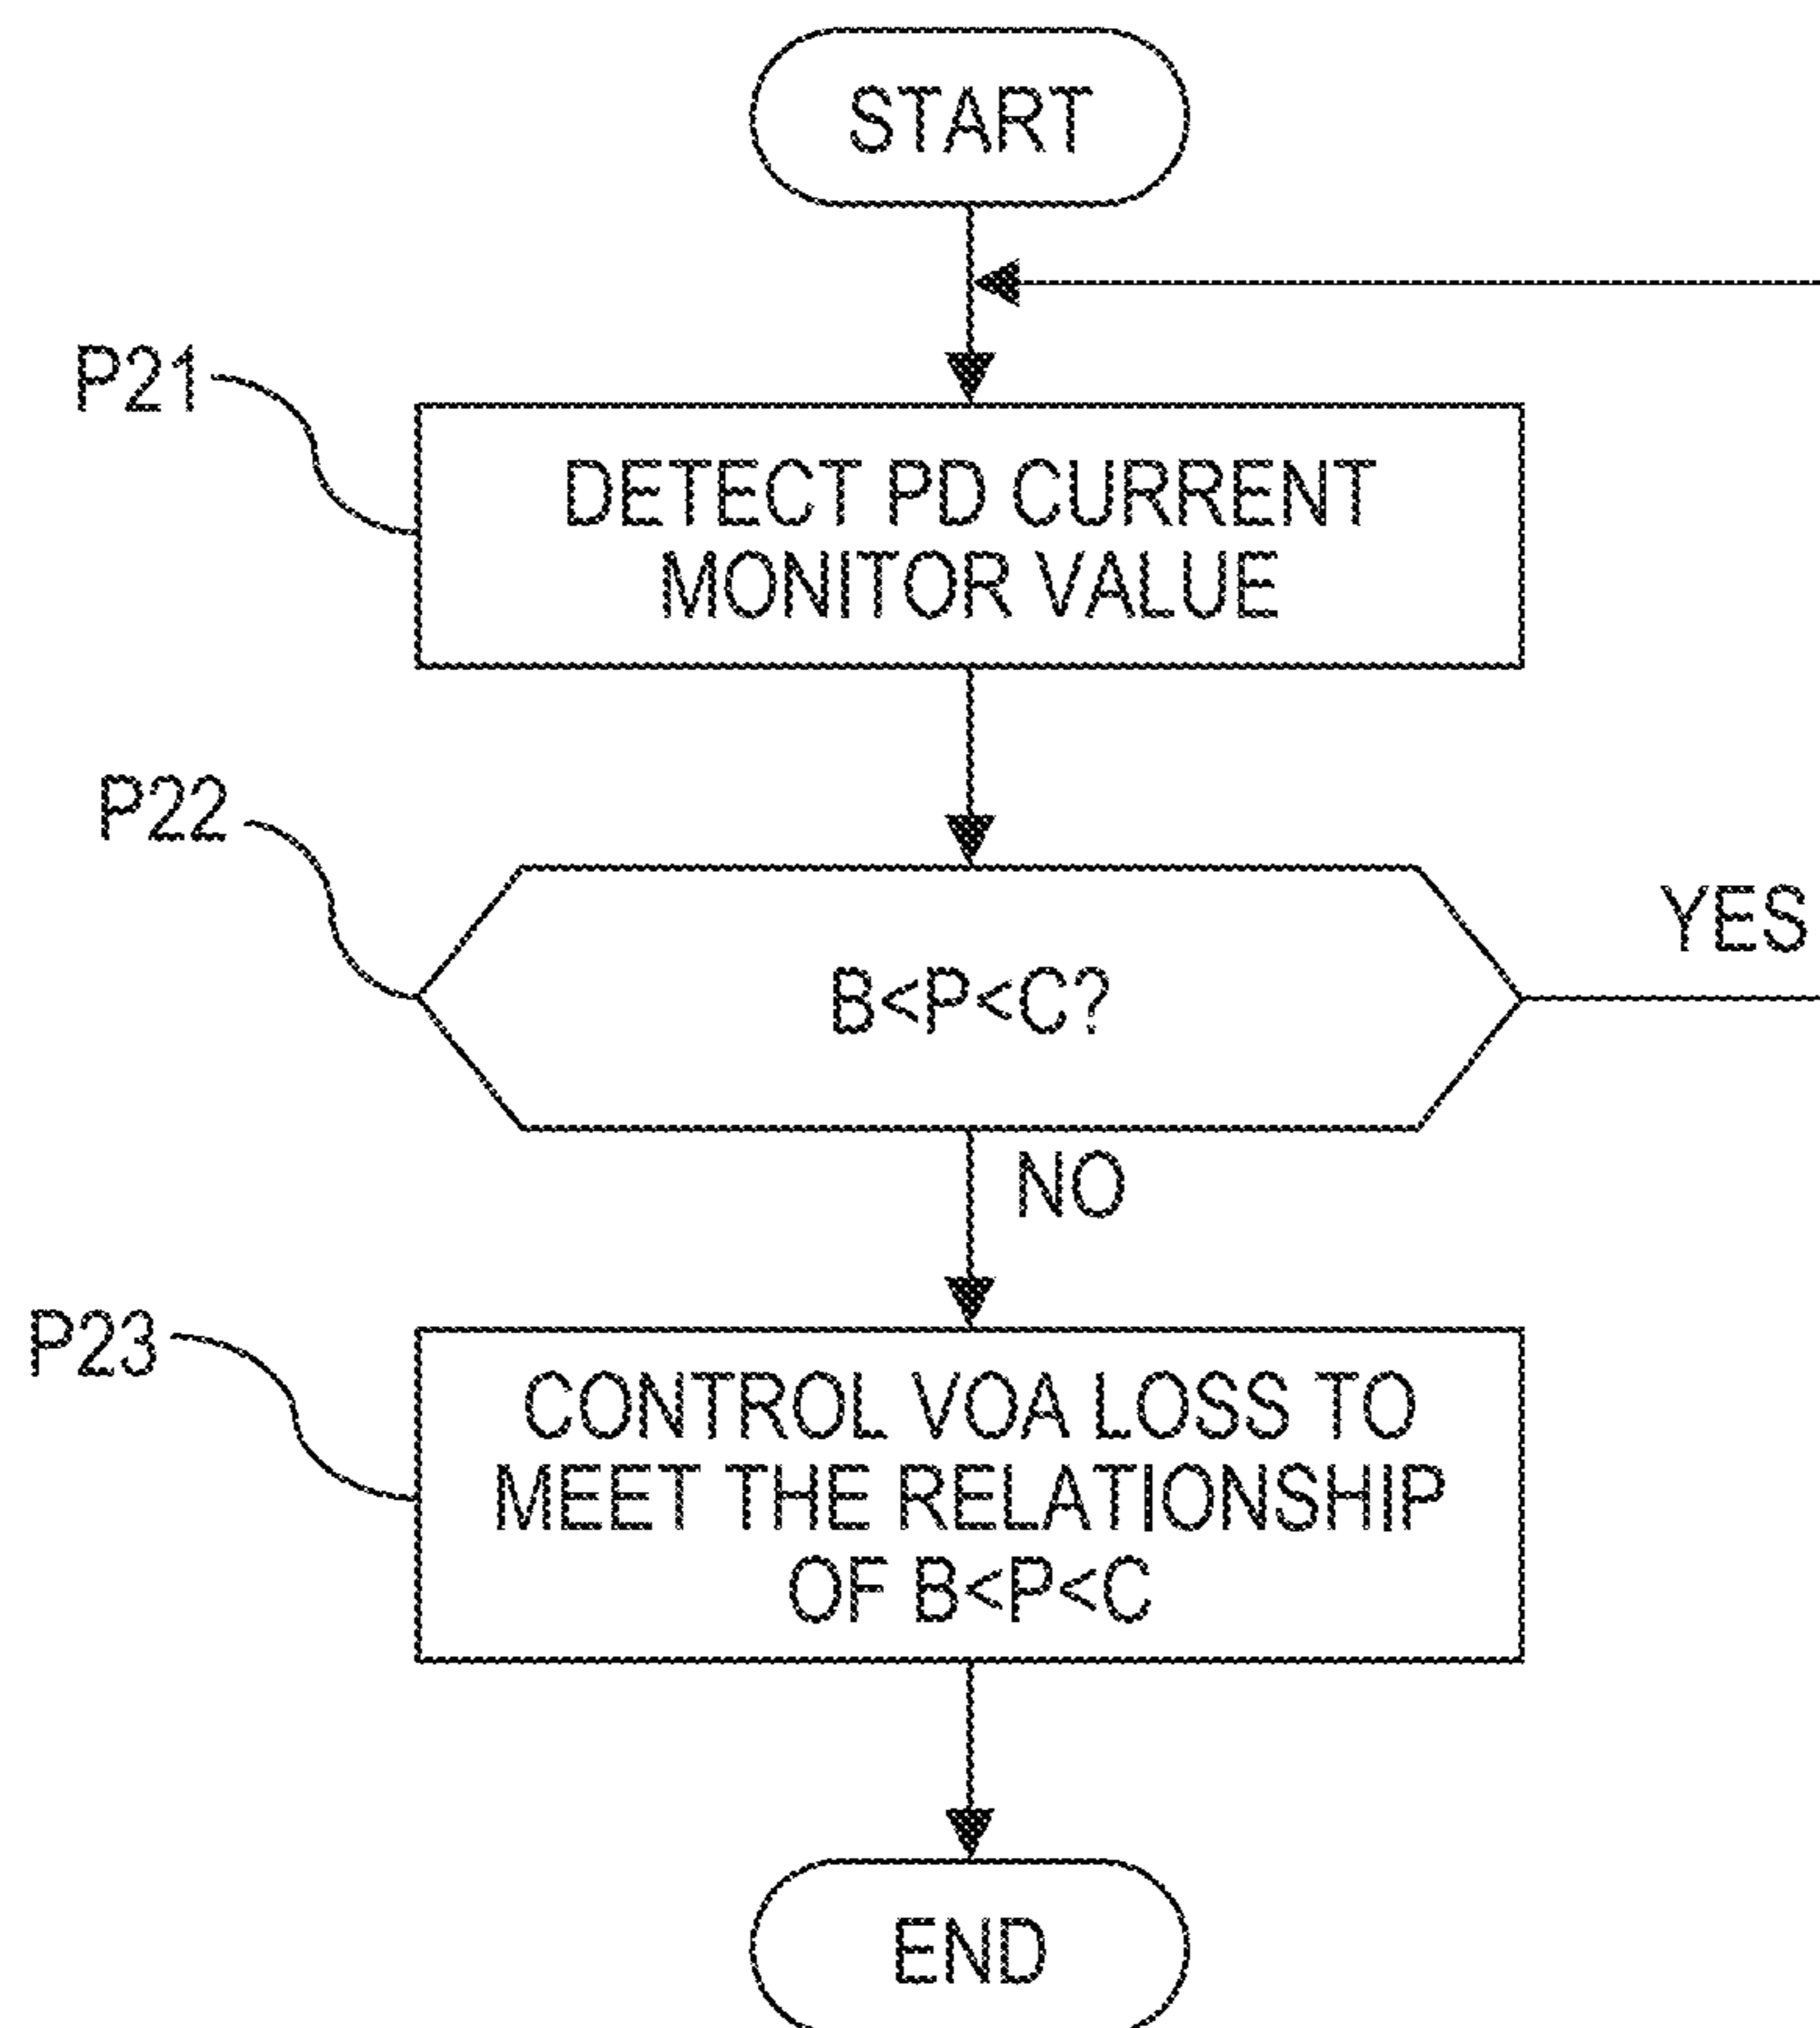 START
P21
DETECT PD CURRENT
MONITOR VALUE
P22
B<P<C?
YES
NO
P23
CONTROL VOA LOSS TO
MEET THE RELATIONSHIP
OF B<P<C
END